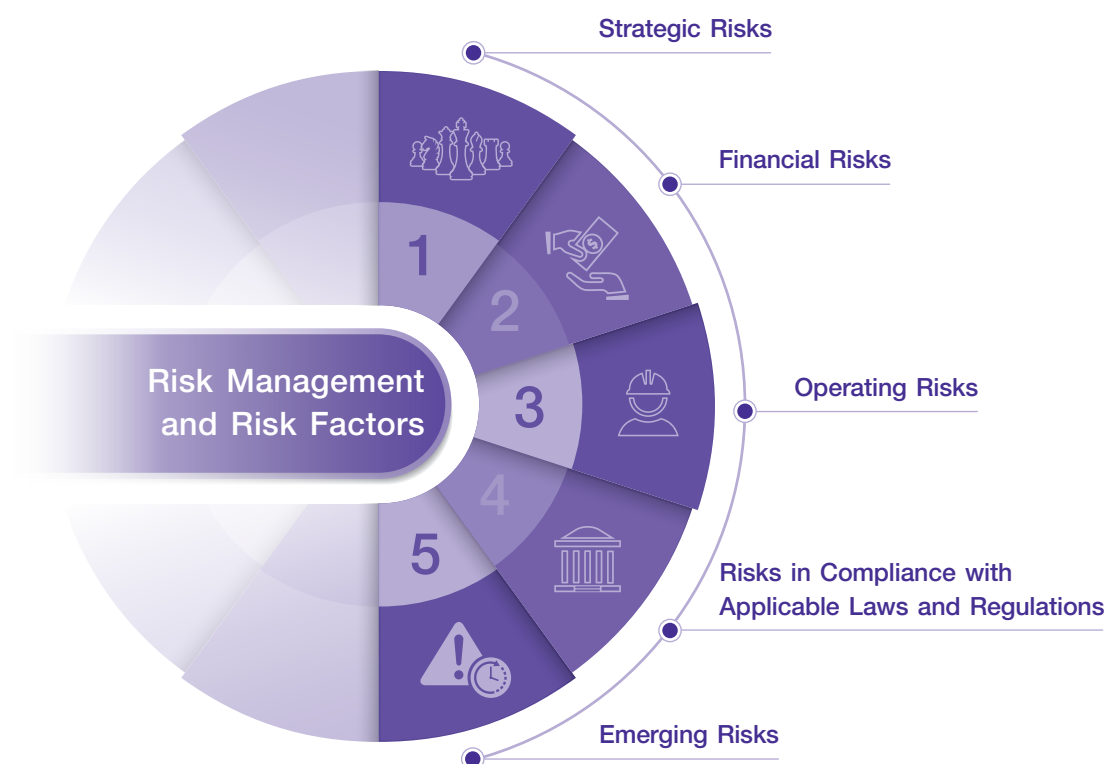 Strategic Risks
Financial Risks
1
2
Risk Management
and Risk Factors
3
Operating Risks
4
5
Risks in Compliance with
Applicable Laws and Regulations
Emerging Risks
$